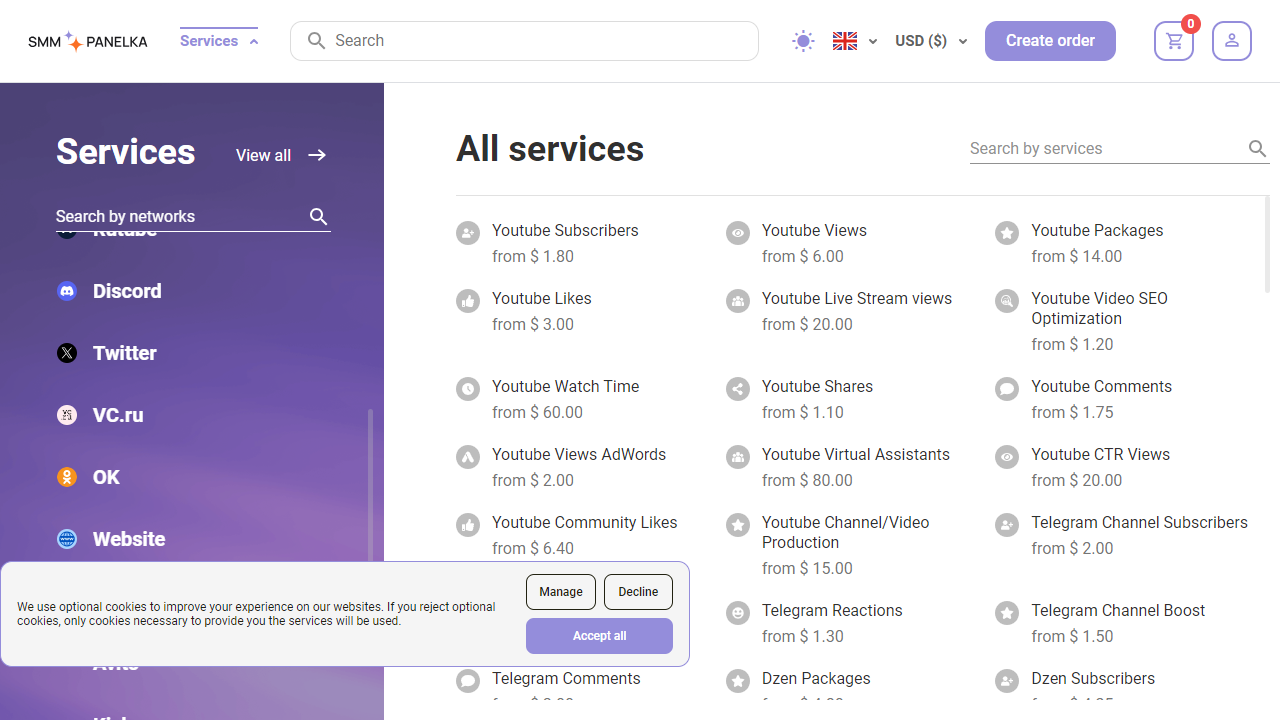 SMM PANELKA
Services
Search
USD ($)
Create order
0
Services
View all
Search by networks
Rutube
Discord
Twitter
VC.ru
OK
Website
All services
Search by services
Youtube Subscribers
from $ 1.80
Youtube Views
from $ 6.00
Youtube Packages
from $ 14.00
Youtube Likes
from $ 3.00
Youtube Live Stream views
from $ 20.00
Youtube Video SEO
Optimization
from $ 1.20
Youtube Watch Time
from $ 60.00
Youtube Shares
from $ 1.10
Youtube Comments
from $ 1.75
Youtube Views AdWords
from $ 2.00
Youtube Virtual Assistants
from $ 80.00
Youtube CTR Views
from $ 20.00
Youtube Community Likes
from $ 6.40
Youtube Channel/Video
Production
from $ 15.00
Telegram Channel Subscribers
from $ 2.00
Telegram Reactions
from $ 1.30
Telegram Channel Boost
from $ 1.50
Telegram Comments
Dzen Packages
Dzen Subscribers
We use optional cookies to improve your experience on our websites. If you reject optional
cookies, only cookies necessary to provide you the services will be used.
Manage
Decline
Accept all